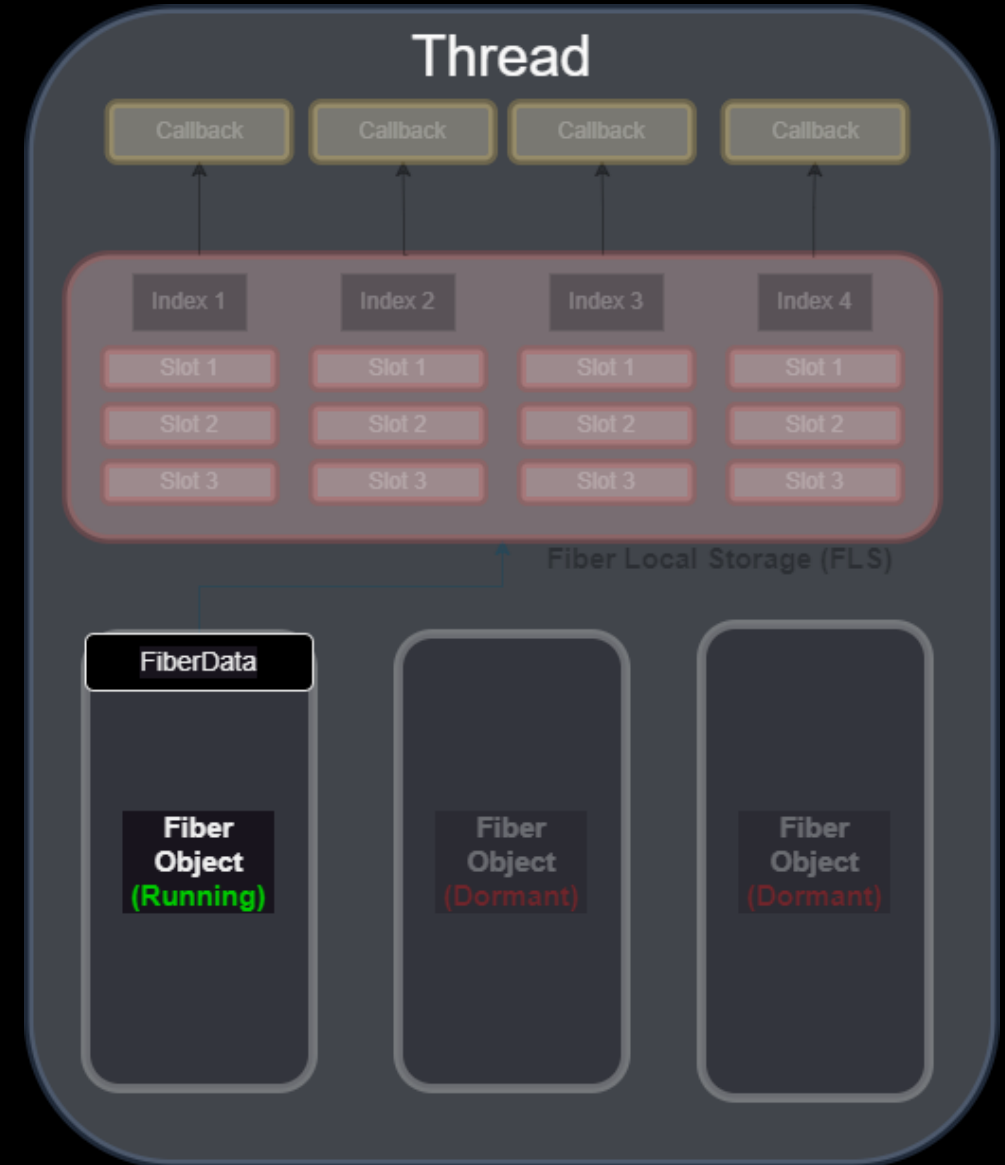 Thread
Callback Callback Callback Callback
Index 1 Index 2 Index 3 Index 4
Slot 1 Slot 1 Slot 1 Slot 1
Slot 2 Slot 2 Slot 2 Slot 2
Slot 3 Slot 3 Slot 3 Slot 3
Fiber Local Storage (FLS)
FiberData
Fiber
Object
(Running)
Fiber
Object
(Dormant)
Fiber
Object
(Dormant)